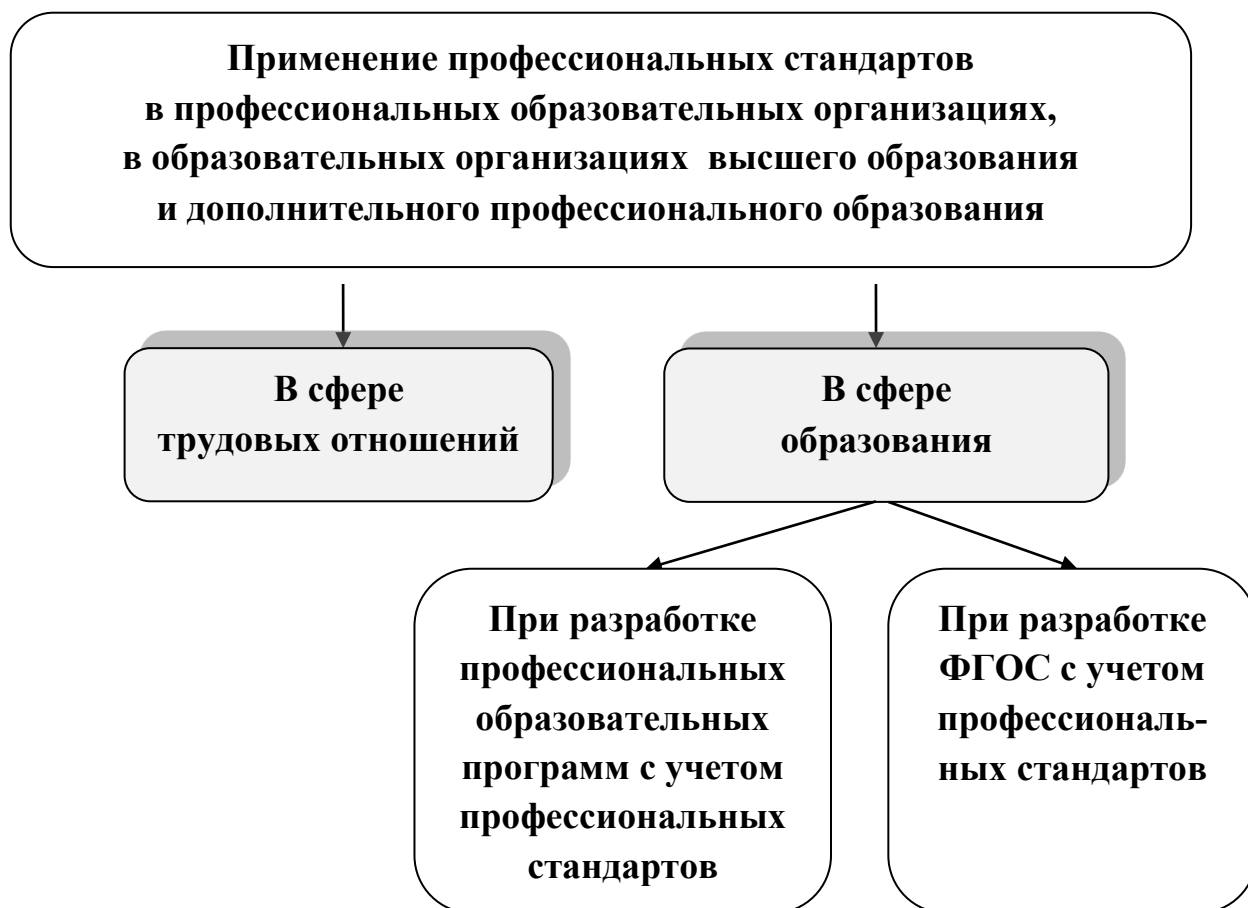 Применение профессиональных стандартов
в профессиональных образовательных организациях,
в образовательных организациях высшего образования
и дополнительного профессионального образования
В сфере
трудовых отношений
В сфере
образования
При разработке
профессиональных
образовательных
программ с учетом
профессиональных
стандартов
При разработке
ФГОС с учетом
профессиональ-
ных стандартов